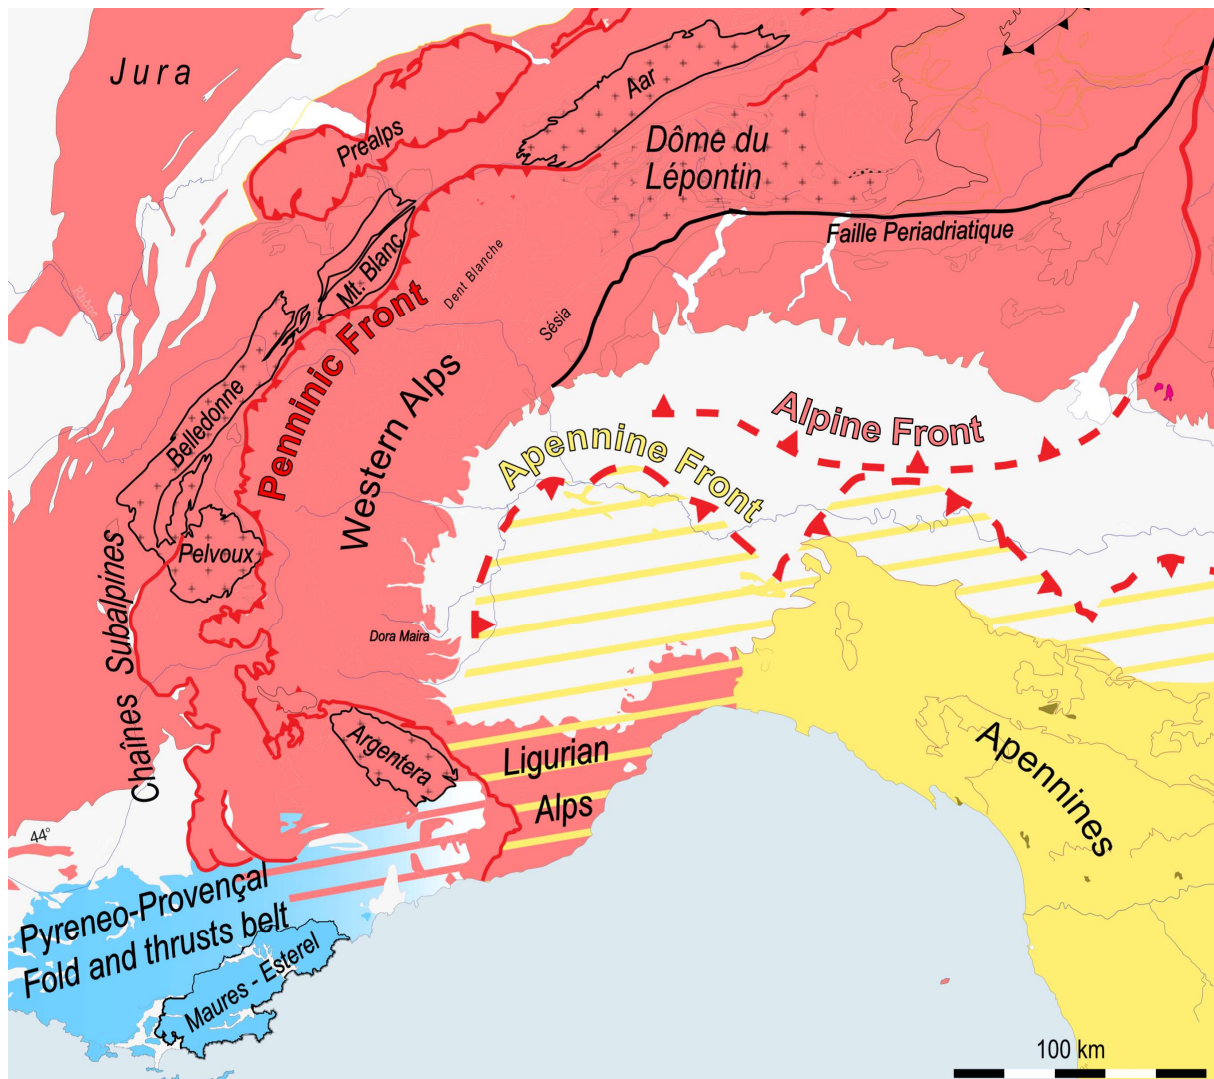 Jura
Aar
Prealps
Dôme du
Lépontin
Faille Periadriatique
Mt. Blanc
Dent Blanche
Rhône
Sésia
Penninic Front
Western Alps
Belledonne
Alpine Front
Apennine Front
Pelvoux
Chaînes Subalpines
Dora Maira
Argentera
Ligurian
Alps
Apennines
44°
Pyreneo-Provençal
Fold and thrusts belt
Maures - Esterel
100 km